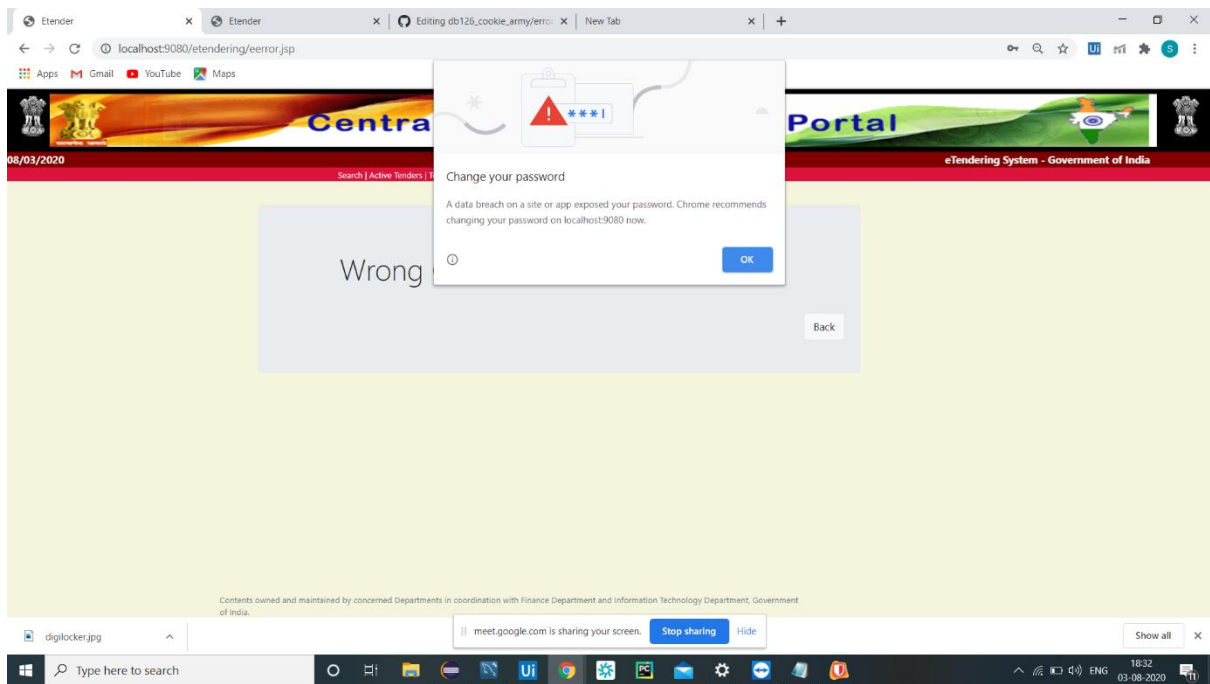 Etender
Etender
Editing db126_cookie_army/erro
New Tab
localhost:9080/etendering/eerror.jsp
Apps
Gmail
YouTube
Maps
Ui
S
Centra
Portal
***|
08/03/2020
eTendering System - Government of India
Search | Active Tenders | T
Change your password
A data breach on a site or app exposed your password. Chrome recommends
changing your password on localhost:9080 now.
OK
Wrong
Back
Contents owned and maintained by concerned Departments in coordination with Finance Department and Information Technology Department, Government
of India.
meet.google.com is sharing your screen.
Stop sharing
Hide
digilocker.jpg
Show all
Type here to search
Ui
PC
ENG
18:32
03-08-2020